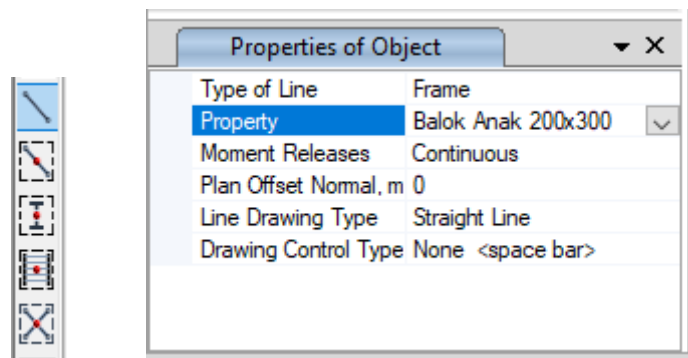 Properties of Object
Type of Line Frame
Property Balok Anak 200x300
Moment Releases Continuous
Plan Offset Normal, m 0
Line Drawing Type Straight Line
Drawing Control Type None <space bar>